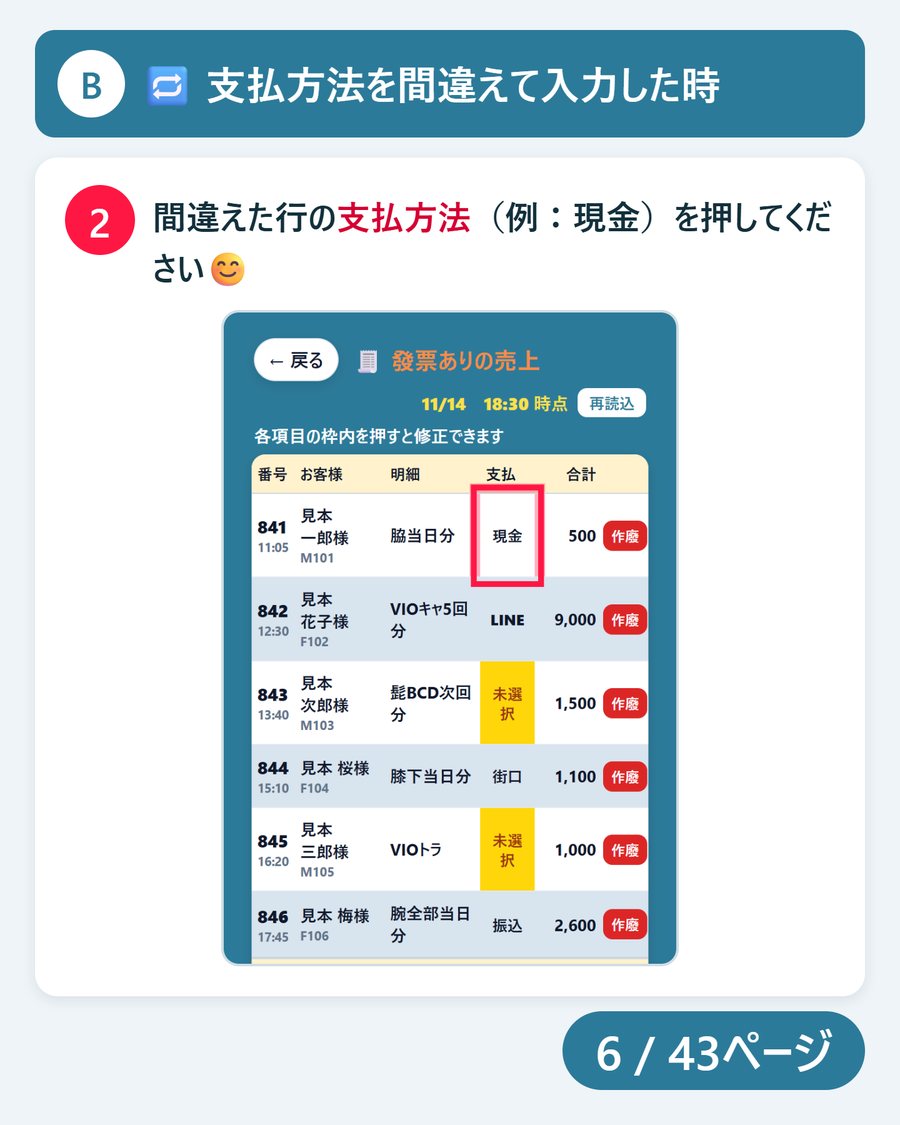 B 🔁 支払方法を間違えて入力した時
2 間違えた行の支払方法（例：現金）を押してくだ
さい😊
← 戻る 🧾 發票ありの売上
11/14 18:30 時点 再読込
各項目の枠内を押すと修正できます
番号 お客様 明細 支払 合計
841 11:05 見本 一郎様 M101 脇当日分 現金 500 作廢
842 12:30 見本 花子様 F102 VIOキャ5回分 LINE 9,000 作廢
843 13:40 見本 次郎様 M103 髭BCD次回分 未選択 1,500 作廢
844 15:10 見本 桜様 F104 膝下当日分 街口 1,100 作廢
845 16:20 見本 三郎様 M105 VIOトラ 未選択 1,000 作廢
846 17:45 見本 梅様 F106 腕全部当日分 振込 2,600 作廢
6 / 43ページ